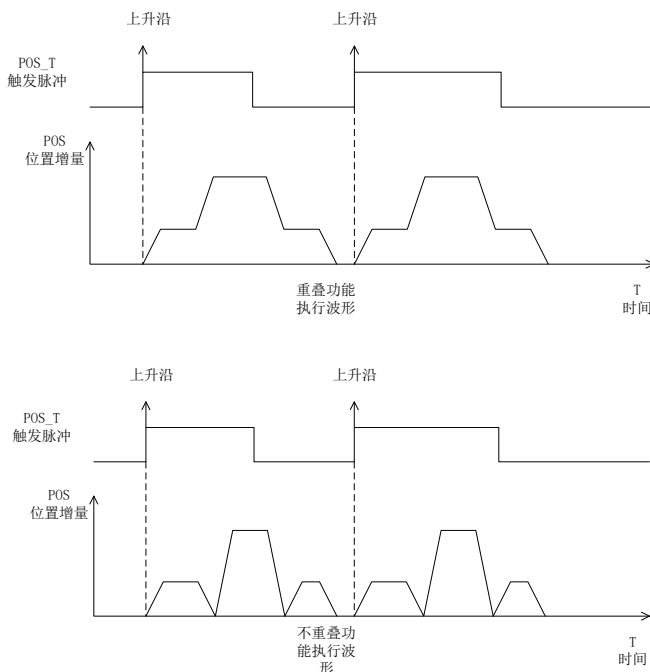 上升沿
上升沿
POS_T
触发脉冲
POS
位置增量
重叠功能
执行波形
T
时间
上升沿
上升沿
POS_T
触发脉冲
POS
位置增量
不重叠功
能执行波
形
T
时间